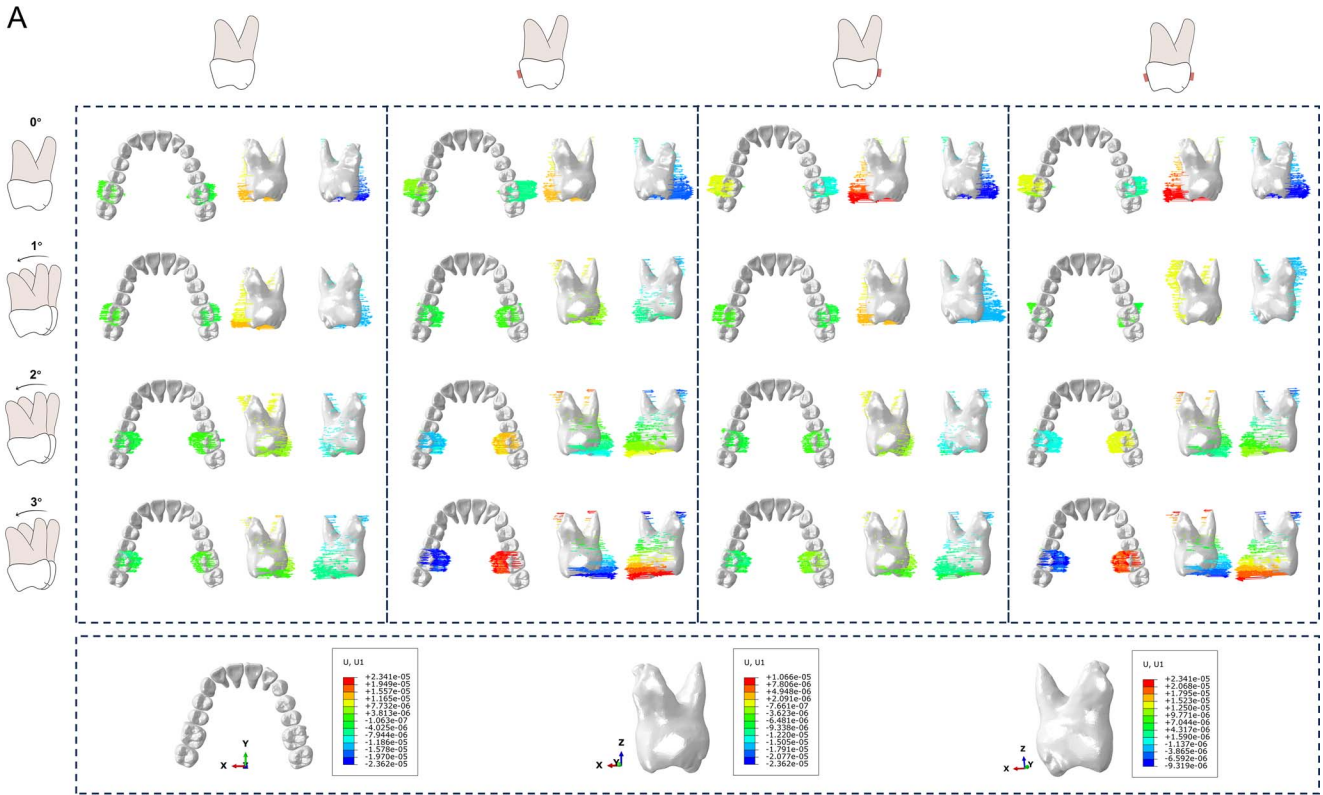 A
0°
1°
2°
3°
U, U1
+2.341e-05
+1.949e-05
+1.557e-05
+1.165e-05
+7.732e-06
+3.813e-06
-1.063e-07
-4.025e-06
-7.944e-06
-1.186e-05
-1.578e-05
-1.970e-05
-2.362e-05
Y
X
U, U1
+1.066e-05
+7.806e-06
+4.948e-06
+2.091e-06
-7.661e-07
-3.623e-06
-6.481e-06
-9.338e-06
-1.220e-05
-1.505e-05
-1.791e-05
-2.077e-05
-2.362e-05
Z
X
Y
U, U1
+2.341e-05
+2.068e-05
+1.795e-05
+1.523e-05
+1.250e-05
+9.771e-06
+7.044e-06
+4.317e-06
+1.590e-06
-1.137e-06
-3.865e-06
-6.592e-06
-9.319e-06
Z
X
Y